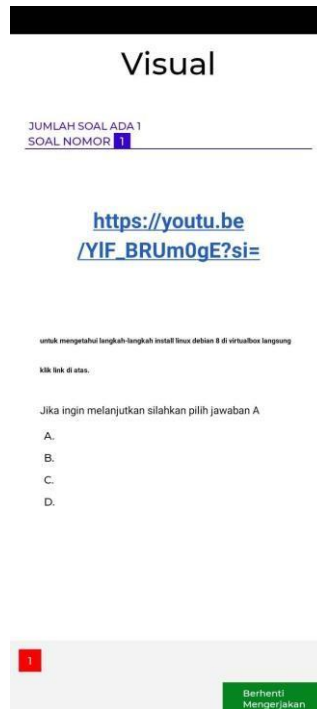 Visual
JUMLAH SOAL ADA 1
SOAL NOMOR 1
https://youtu.be
/YlF_BRUm0gE?si=
untuk mengetahui langkah-langkah install linux debian 8 di virtualbox langsung
klik link di atas.
Jika ingin melanjutkan silahkan pilih jawaban A
A.
B.
C.
D.
1
Berhenti
Mengerjakan